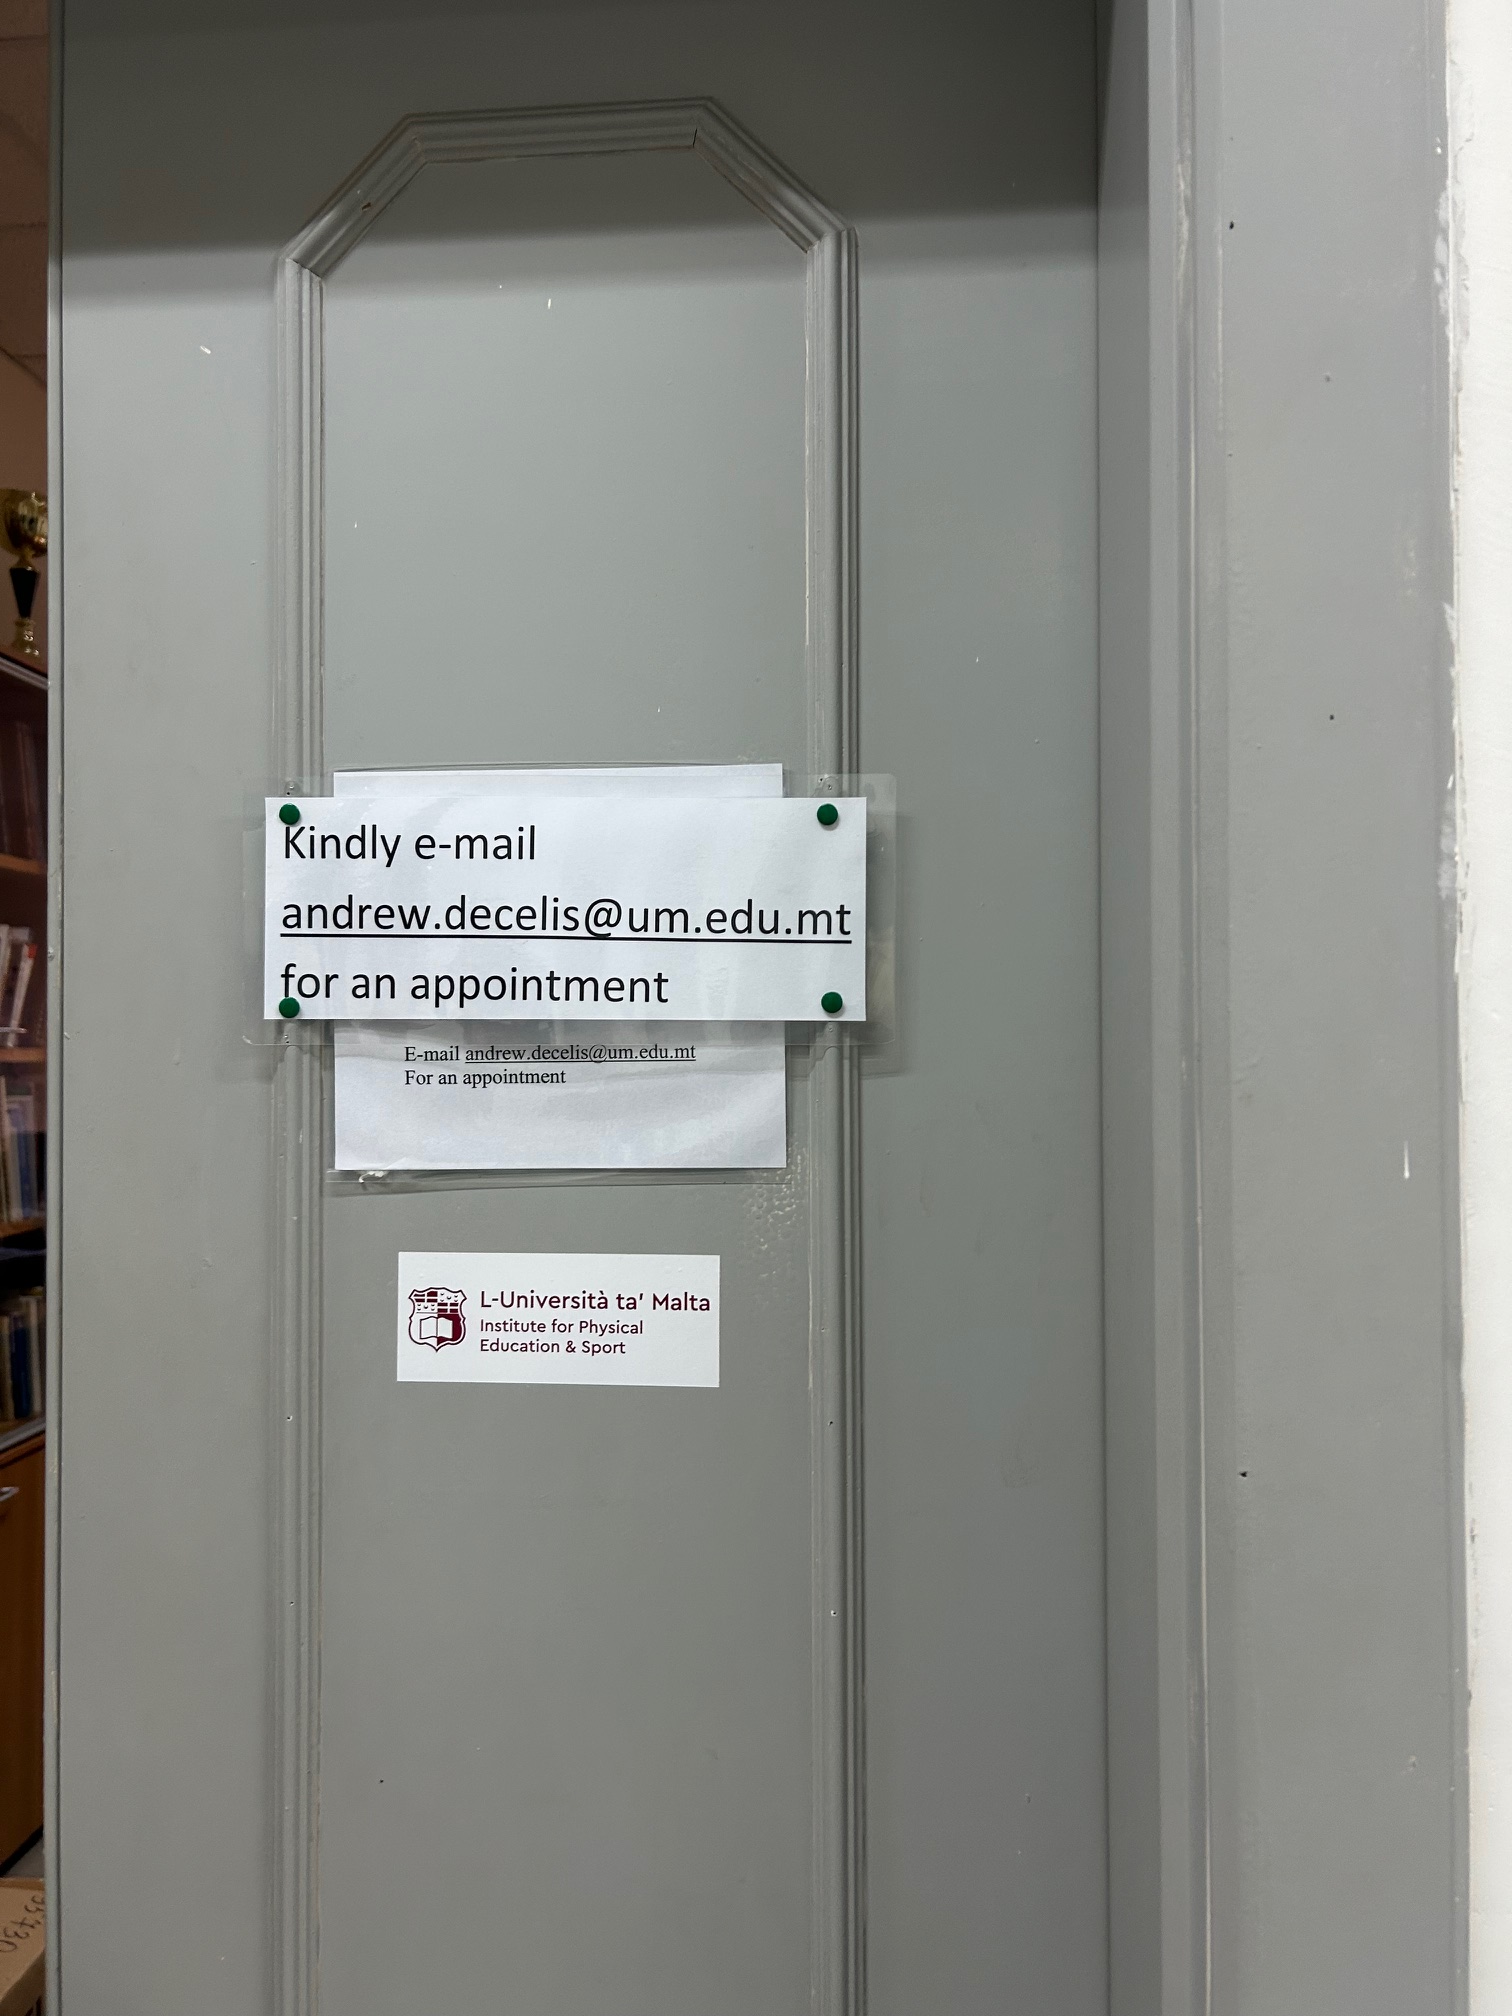 Kindly e-mail
andrew.decelis@um.edu.mt
for an appointment
E-mail andrew.decelis@um.edu.mt
For an appointment
L-Università ta' Malta
Institute for Physical
Education & Sport